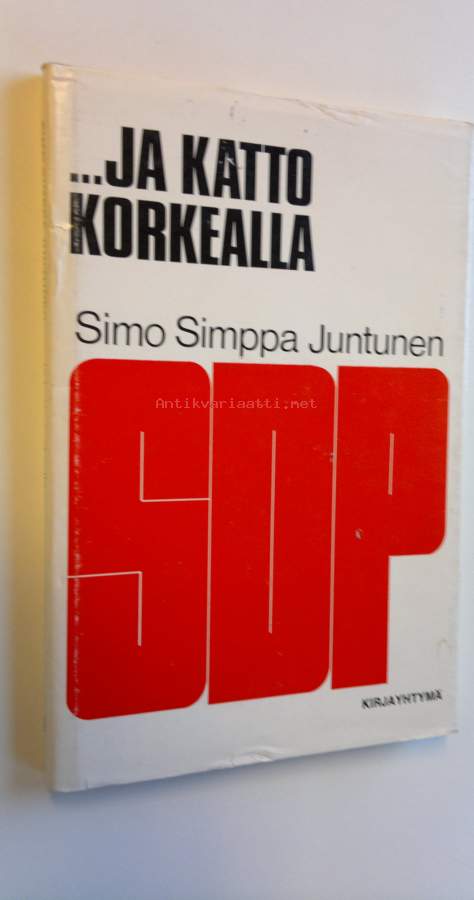 ...JA KATTO
KORKEALLA
Simo Simppa Juntunen
Antikvariaatti.net
SDP
KIRJAYHTYMÄ